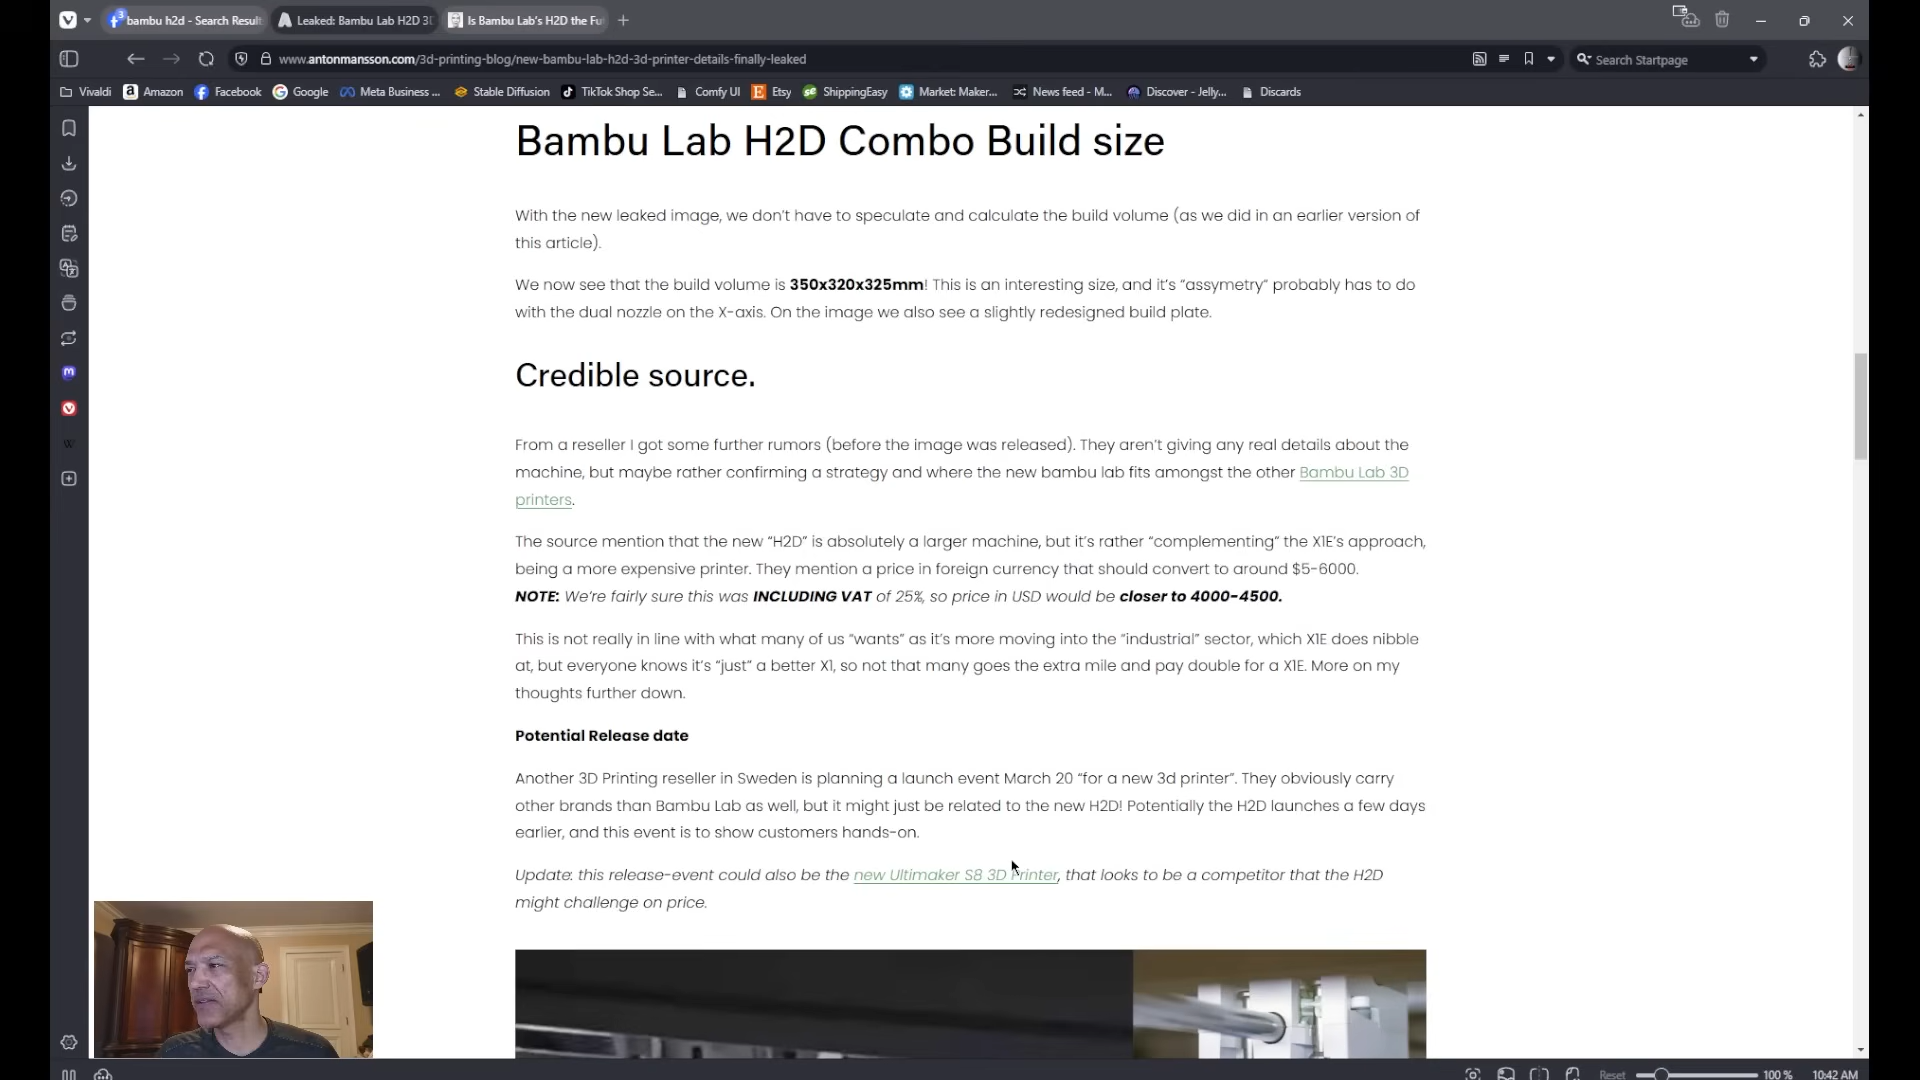 3
bambu h2d - Search Result
Leaked: Bambu Lab H2D 3D
Is Bambu Lab's H2D the Fu
www.antonmansson.com/3d-printing-blog/new-bambu-lab-h2d-3d-printer-details-finally-leaked
Search Startpage
Vivaldi
Amazon
Facebook
Google
Meta Business ...
Stable Diffusion
TikTok Shop Se...
Comfy UI
Etsy
ShippingEasy
Market: Maker...
News feed - M...
Discover - Jelly...
Discards
Bambu Lab H2D Combo Build size
With the new leaked image, we don't have to speculate and calculate the build volume (as we did in an earlier version of
this article).
We now see that the build volume is 350x320x325mm! This is an interesting size, and it's "assymetry" probably has to do
with the dual nozzle on the X-axis. On the image we also see a slightly redesigned build plate.
Credible source.
From a reseller I got some further rumors (before the image was released). They aren't giving any real details about the
machine, but maybe rather confirming a strategy and where the new bambu lab fits amongst the other Bambu Lab 3D
printers.
The source mention that the new "H2D" is absolutely a larger machine, but it's rather "complementing" the X1E's approach,
being a more expensive printer. They mention a price in foreign currency that should convert to around $5-6000.
NOTE: We're fairly sure this was INCLUDING VAT of 25%, so price in USD would be closer to 4000-4500.
This is not really in line with what many of us "wants" as it's more moving into the "industrial" sector, which X1E does nibble
at, but everyone knows it's "just" a better X1, so not that many goes the extra mile and pay double for a X1E. More on my
thoughts further down.
Potential Release date
Another 3D Printing reseller in Sweden is planning a launch event March 20 "for a new 3d printer". They obviously carry
other brands than Bambu Lab as well, but it might just be related to the new H2D! Potentially the H2D launches a few days
earlier, and this event is to show customers hands-on.
Update: this release-event could also be the new Ultimaker S8 3D Printer, that looks to be a competitor that the H2D
might challenge on price.
W
Reset
100 %
10:42 AM